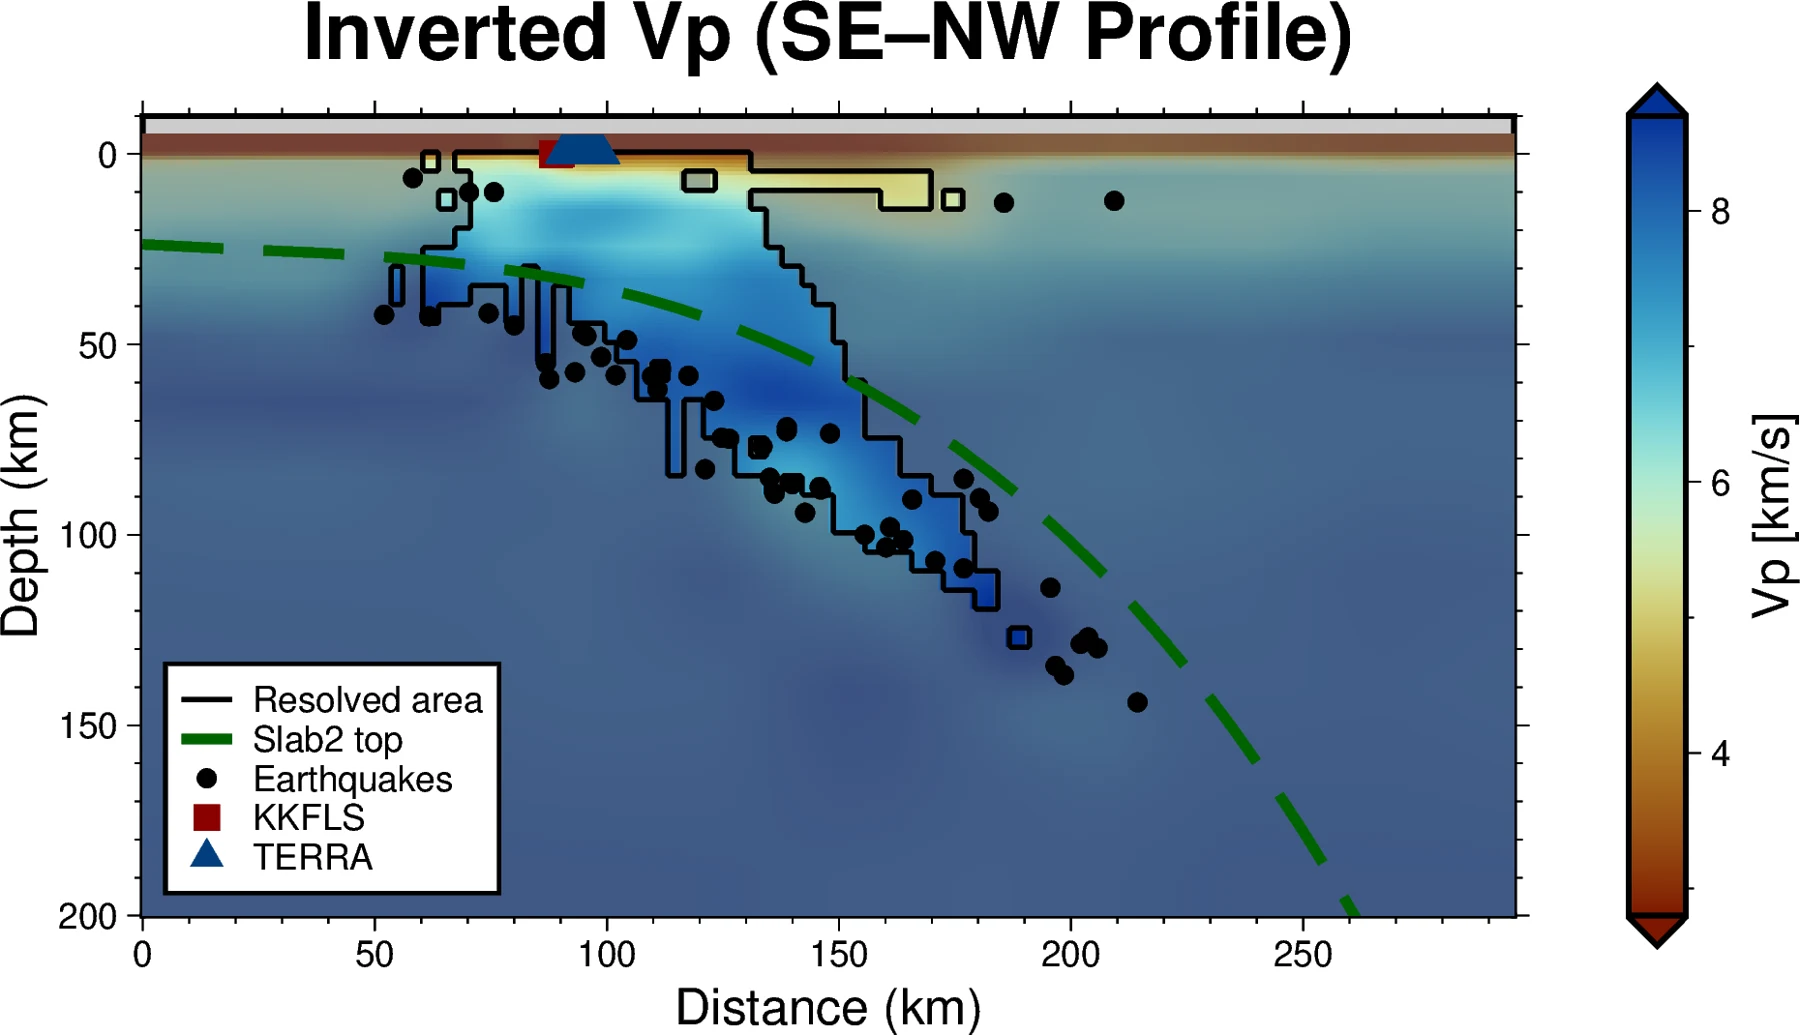 Inverted Vp (SE–NW Profile)
0
50
100
150
200
Depth (km)
0
50
100
150
200
250
Distance (km)
Resolved area
Slab2 top
Earthquakes
KKFLS
TERRA
8
6
4
Vp [km/s]